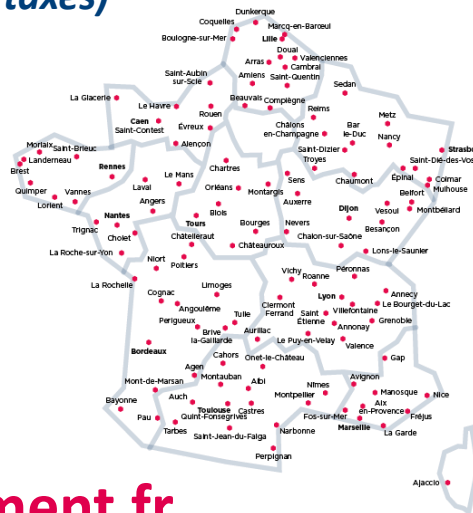 taxes)
Dunkerque
Coquelles
Marcq-en-Barœul
Boulogne-sur-Mer
Lille
Douai
Arras
Valenciennes
Cambrai
Saint-Aubin
sur-Scie
Amiens
Saint-Quentin
Sedan
La Glacerie
Le Havre
Beauvais
Compiègne
Rouen
Reims
Metz
Caen
Saint-Contest
Évreux
Châlons
en-Champagne
Bar
le-Duc
Nancy
Alençon
Saint-Dizier
Strasbo
Morlaix
Saint-Brieuc
Landerneau
Brest
Troyes
Saint-Dié-des-Vos
Rennes
Chartres
Sens
Chaumont
Épinal
Colmar
Mulhouse
Quimper
Vannes
Lorient
Laval
Le Mans
Orléans
Montargis
Auxerre
Belfort
Angers
Blois
Dijon
Vesoul
Montbéliard
Nantes
Trignac
Tours
Bourges
Nevers
Besançon
Cholet
Châtelleraut
Chalon-sur-Saône
La Roche-sur-Yon
Châteauroux
Lons-le-Saunier
Niort
Poitiers
La Rochelle
Vichy
Roanne
Péronnas
Cognac
Limoges
Clermont
Ferrand
Lyon
Annecy
Le Bourget-du-Lac
Angoulême
Saint
Étienne
Villefontaine
Perigueux
Tulle
Annonay
Grenoble
Brive
la-Gaillarde
Aurillac
Le Puy-en-Velay
Valence
Bordeaux
Cahors
Onet-le-Château
Gap
Agen
Mont-de-Marsan
Montauban
Albi
Avignon
Nîmes
Manosque
Nice
Bayonne
Auch
Montpellier
Aix
en-Provence
Toulouse
Castres
Fos-sur-Mer
Fréjus
Pau
Quint-Fonsegrives
Marseille
La Garde
Tarbes
Saint-Jean-du-Falga
Narbonne
Perpignan
Ajaccio
ment.fr